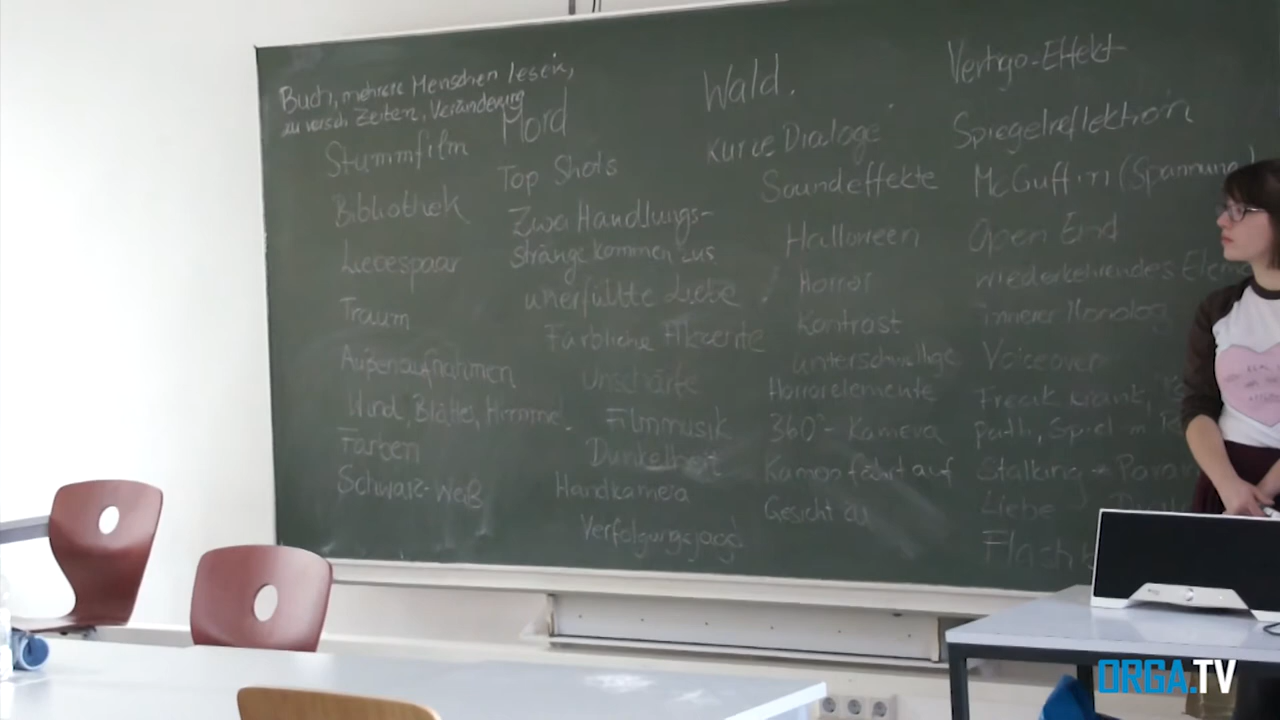 Buch, mehrere Menschen lesen,
zu versch. Zeiten, Veränderung
Stummfilm
Bibliothek
Liebespaar
Traum
Außenaufnahmen
Wind, Blätter, Himmel
Farben
Schwarz-Weiß
Mord
Top Shots
Zwei Handlungs-
stränge kommen zus.
unerfüllte Liebe
Farbliche Akzente
Unschärfe
Filmmusik
Dunkelheit
Handkamera
Verfolgungsjagd
Wald.
kurze Dialoge
Soundeffekte
Halloween
Horror
Kontrast
unterschwellige
Horrorelemente
360°- Kamera
fährt auf
Gesicht zu
Vertigo-Effekt
Spiegelreflektion
McGuffin (Spannung)
Open End
wiederkehrendes
innerer Monolog
Voiceover
Freak
Stalking
Liebe
ORGA.TV